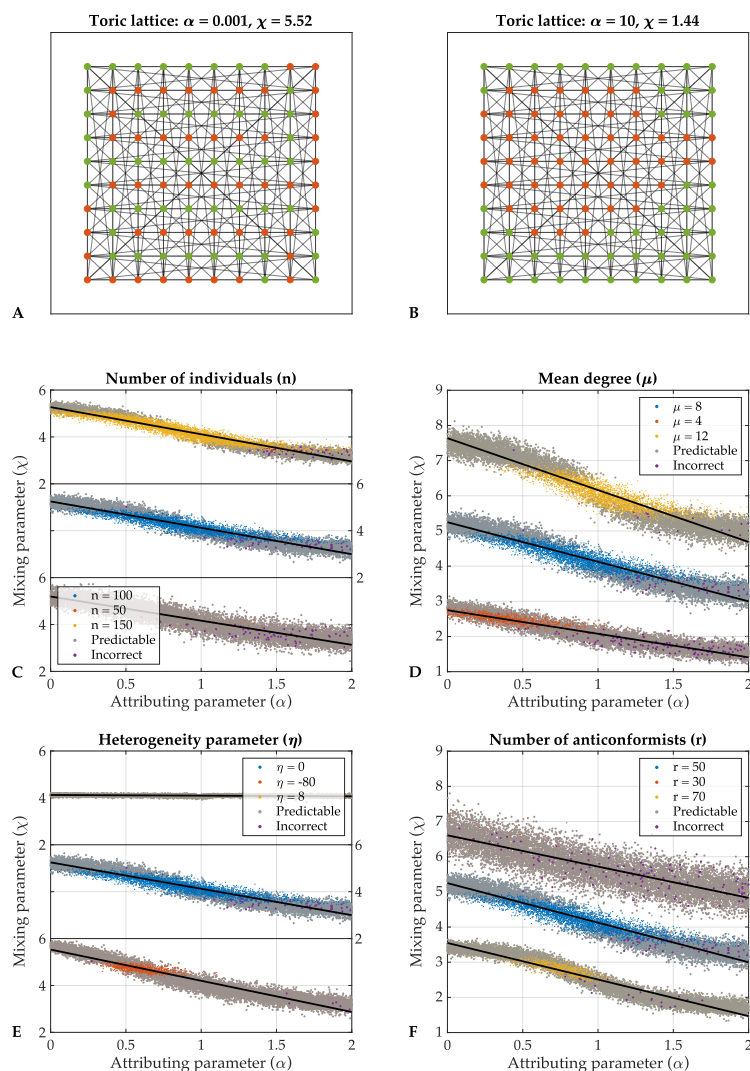 Toric lattice: α = 0.001, χ = 5.52
Toric lattice: α = 10, χ = 1.44
A
B
Number of individuals (n)
Mixing parameter (χ)
6
4
2
6
4
2
6
4
2
n = 100
n = 50
n = 150
Predictable
Incorrect
0
0.5
1
1.5
2
Attributing parameter (α)
C
Mean degree (μ)
Mixing parameter (χ)
9
8
7
6
5
4
3
2
1
μ = 8
μ = 4
μ = 12
Predictable
Incorrect
0
0.5
1
1.5
2
Attributing parameter (α)
D
Heterogeneity parameter (η)
Mixing parameter (χ)
6
4
2
6
4
2
6
4
2
η = 0
η = -80
η = 8
Predictable
Incorrect
0
0.5
1
1.5
2
Attributing parameter (α)
E
Number of anticonformists (r)
Mixing parameter (χ)
9
8
7
6
5
4
3
2
1
r = 50
r = 30
r = 70
Predictable
Incorrect
0
0.5
1
1.5
2
Attributing parameter (α)
F